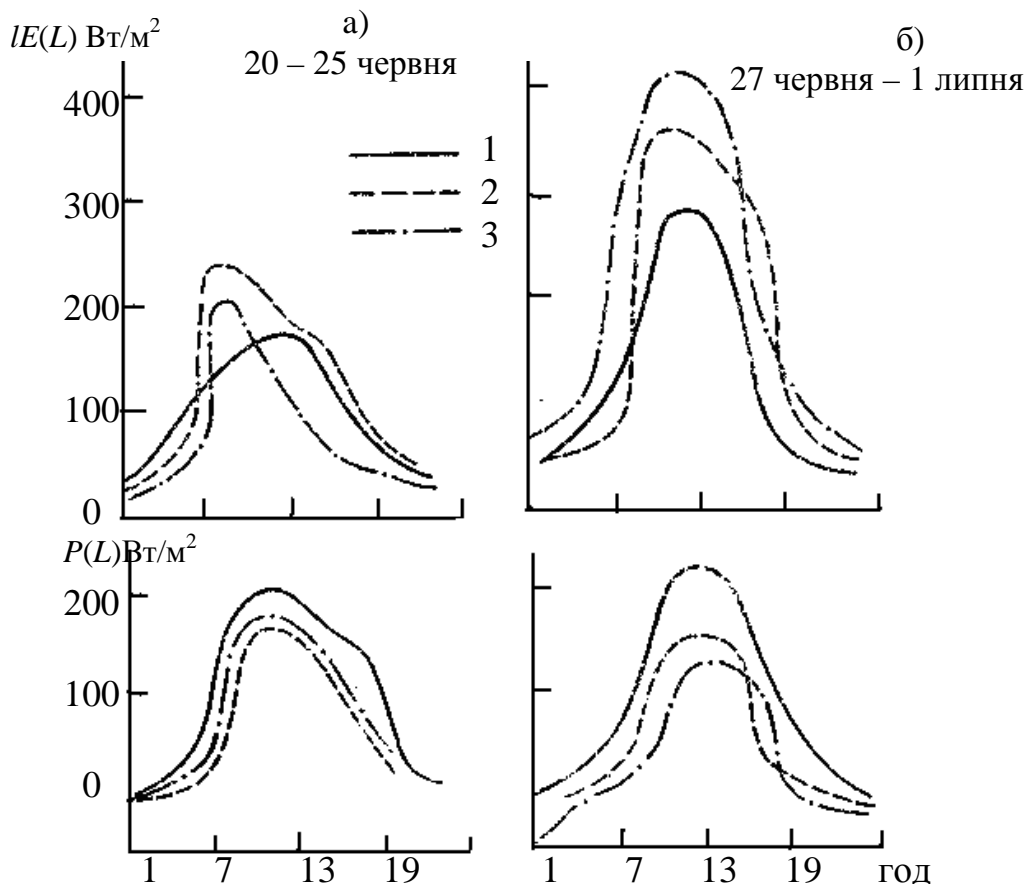 lE(L) Вт/м²
а)
20 – 25 червня
б)
27 червня – 1 липня
400
300
200
100
0
1
2
3
P(L)Вт/м²
200
100
0
1 7 13 19
1 7 13 19 год